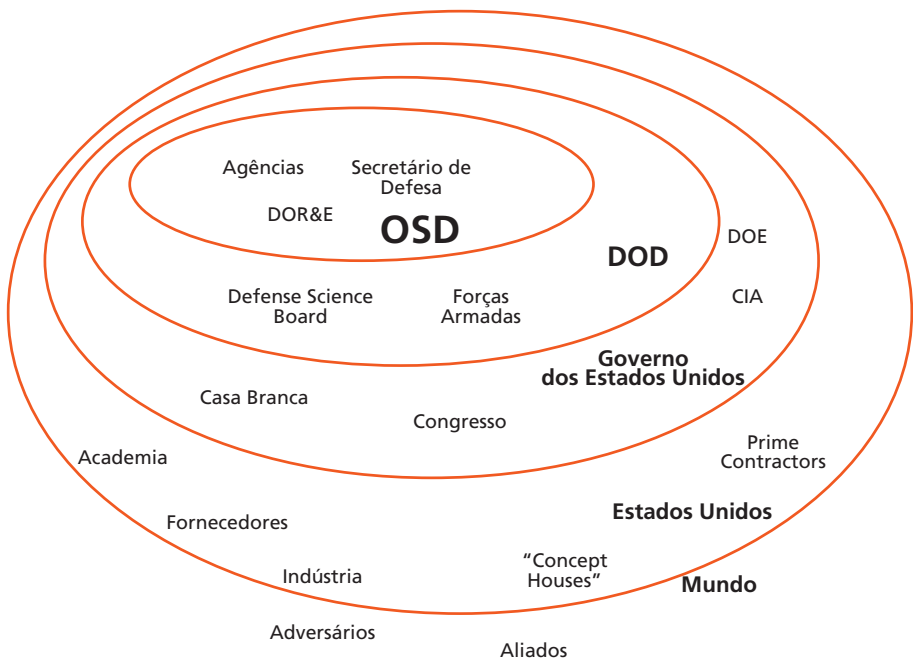 Agências
Secretário de
Defesa
DOR&E
OSD
DOD
DOE
Defense Science
Board
Forças
Armadas
CIA
Governo
dos Estados Unidos
Casa Branca
Congresso
Academia
Prime
Contractors
Fornecedores
Estados Unidos
Indústria
“Concept
Houses”
Mundo
Adversários
Aliados